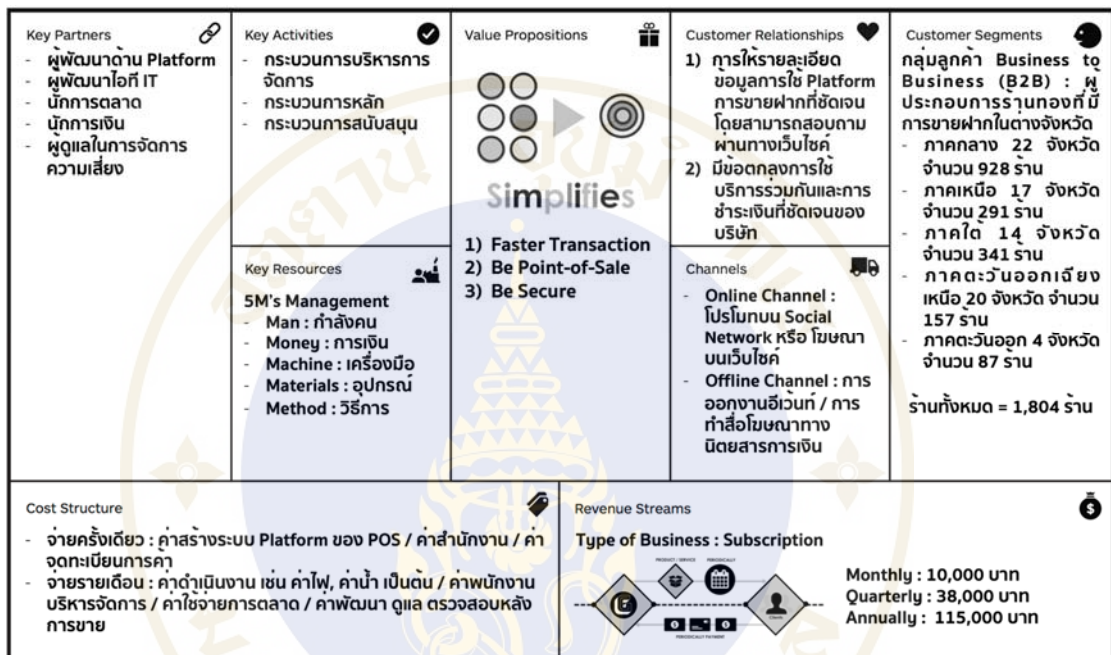 Key Partners
- ผู้พัฒนาด้าน Platform
- ผู้พัฒนาไอที IT
- นักการตลาด
- นักการเงิน
- ผู้ดูแลในการจัดการ
ความเสี่ยง
Key Activities
- กระบวนการบริหารการ
จัดการ
- กระบวนการหลัก
- กระบวนการสนับสนุน
Key Resources
5M's Management
- Man : กำลังคน
- Money : การเงิน
- Machine : เครื่องมือ
- Materials : อุปกรณ์
- Method : วิธีการ
Value Propositions
Simplifies
1) Faster Transaction
2) Be Point-of-Sale
3) Be Secure
Customer Relationships
1) การให้รายละเอียด
ข้อมูลการใช้ Platform
การขายฝากที่ชัดเจน
โดยสามารถสอบถาม
ผ่านทางเว็บไซค์
2) มีข้อตกลงการใช้
บริการร่วมกันและการ
ชำระเงินที่ชัดเจนของ
บริษัท
Channels
- Online Channel :
โปรโมทบน Social
Network หรือ โฆษณา
บนเว็บไซค์
- Offline Channel : การ
ออกงานอีเว้นท์ / การ
ทำสื่อโฆษณาทาง
นิตยสารการเงิน
Customer Segments
กลุ่มลูกค้า Business to
Business (B2B) : ผู้
ประกอบการร้านทองที่มี
การขายฝากในต่างจังหวัด
- ภาคกลาง 22 จังหวัด
จำนวน 928 ร้าน
- ภาคเหนือ 17 จังหวัด
จำนวน 291 ร้าน
- ภาคใต้ 14 จังหวัด
จำนวน 341 ร้าน
- ภาคตะวันออกเฉียง
เหนือ 20 จังหวัด จำนวน
157 ร้าน
- ภาคตะวันออก 4 จังหวัด
จำนวน 87 ร้าน
ร้านทั้งหมด = 1,804 ร้าน
Cost Structure
- จ่ายครั้งเดียว : ค่าสร้างระบบ Platform ของ POS / ค่าสำนักงาน / ค่า
จดทะเบียนการค้า
- จ่ายรายเดือน : ค่าดำเนินงาน เช่น ค่าไฟ, ค่าน้ำ เป็นต้น / ค่าพนักงาน
บริหารจัดการ / ค่าใช้จ่ายการตลาด / ค่าพัฒนา ดูแล ตรวจสอบหลัง
การขาย
Revenue Streams
Type of Business : Subscription
PRODUCT / SERVICE
PERIODICALLY
Clients
PERIODICALLY PAYMENT
Monthly : 10,000 บาท
Quarterly : 38,000 บาท
Annually : 115,000 บาท